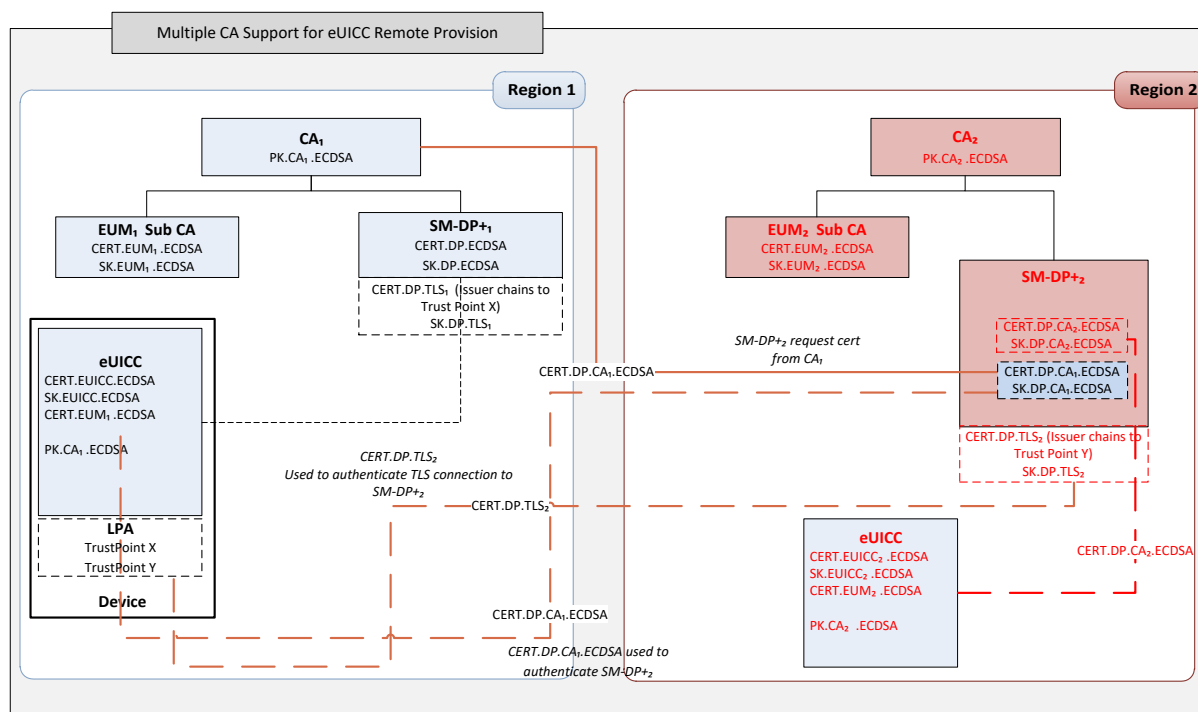 Multiple CA Support for eUICC Remote Provision
Region 1
CA₁
PK.CA₁ .ECDSA
EUM₁ Sub CA
CERT.EUM₁ .ECDSA
SK.EUM₁ .ECDSA
SM-DP+₁
CERT.DP.ECDSA
SK.DP.ECDSA
CERT.DP.TLS₁ (Issuer chains to
Trust Point X)
SK.DP.TLS₁
eUICC
CERT.EUICC.ECDSA
SK.EUICC.ECDSA
CERT.EUM₁ .ECDSA
PK.CA₁ .ECDSA
LPA
TrustPoint X
TrustPoint Y
Device
CERT.DP.TLS₂
Used to authenticate TLS connection to
SM-DP+₂
CERT.DP.TLS₂
CERT.DP.CA₁.ECDSA
SM-DP+₂ request cert
from CA₁
CERT.DP.CA₁.ECDSA
CERT.DP.CA₁.ECDSA used to
authenticate SM-DP+₂
Region 2
CA₂
PK.CA₂ .ECDSA
EUM₂ Sub CA
CERT.EUM₂ .ECDSA
SK.EUM₂ .ECDSA
SM-DP+₂
CERT.DP.CA₂.ECDSA
SK.DP.CA₂.ECDSA
CERT.DP.CA₁.ECDSA
SK.DP.CA₁.ECDSA
CERT.DP.TLS₂ (Issuer chains to
Trust Point Y)
SK.DP.TLS₂
eUICC
CERT.EUICC₂ .ECDSA
SK.EUICC₂ .ECDSA
CERT.EUM₂ .ECDSA
PK.CA₂ .ECDSA
CERT.DP.CA₂.ECDSA